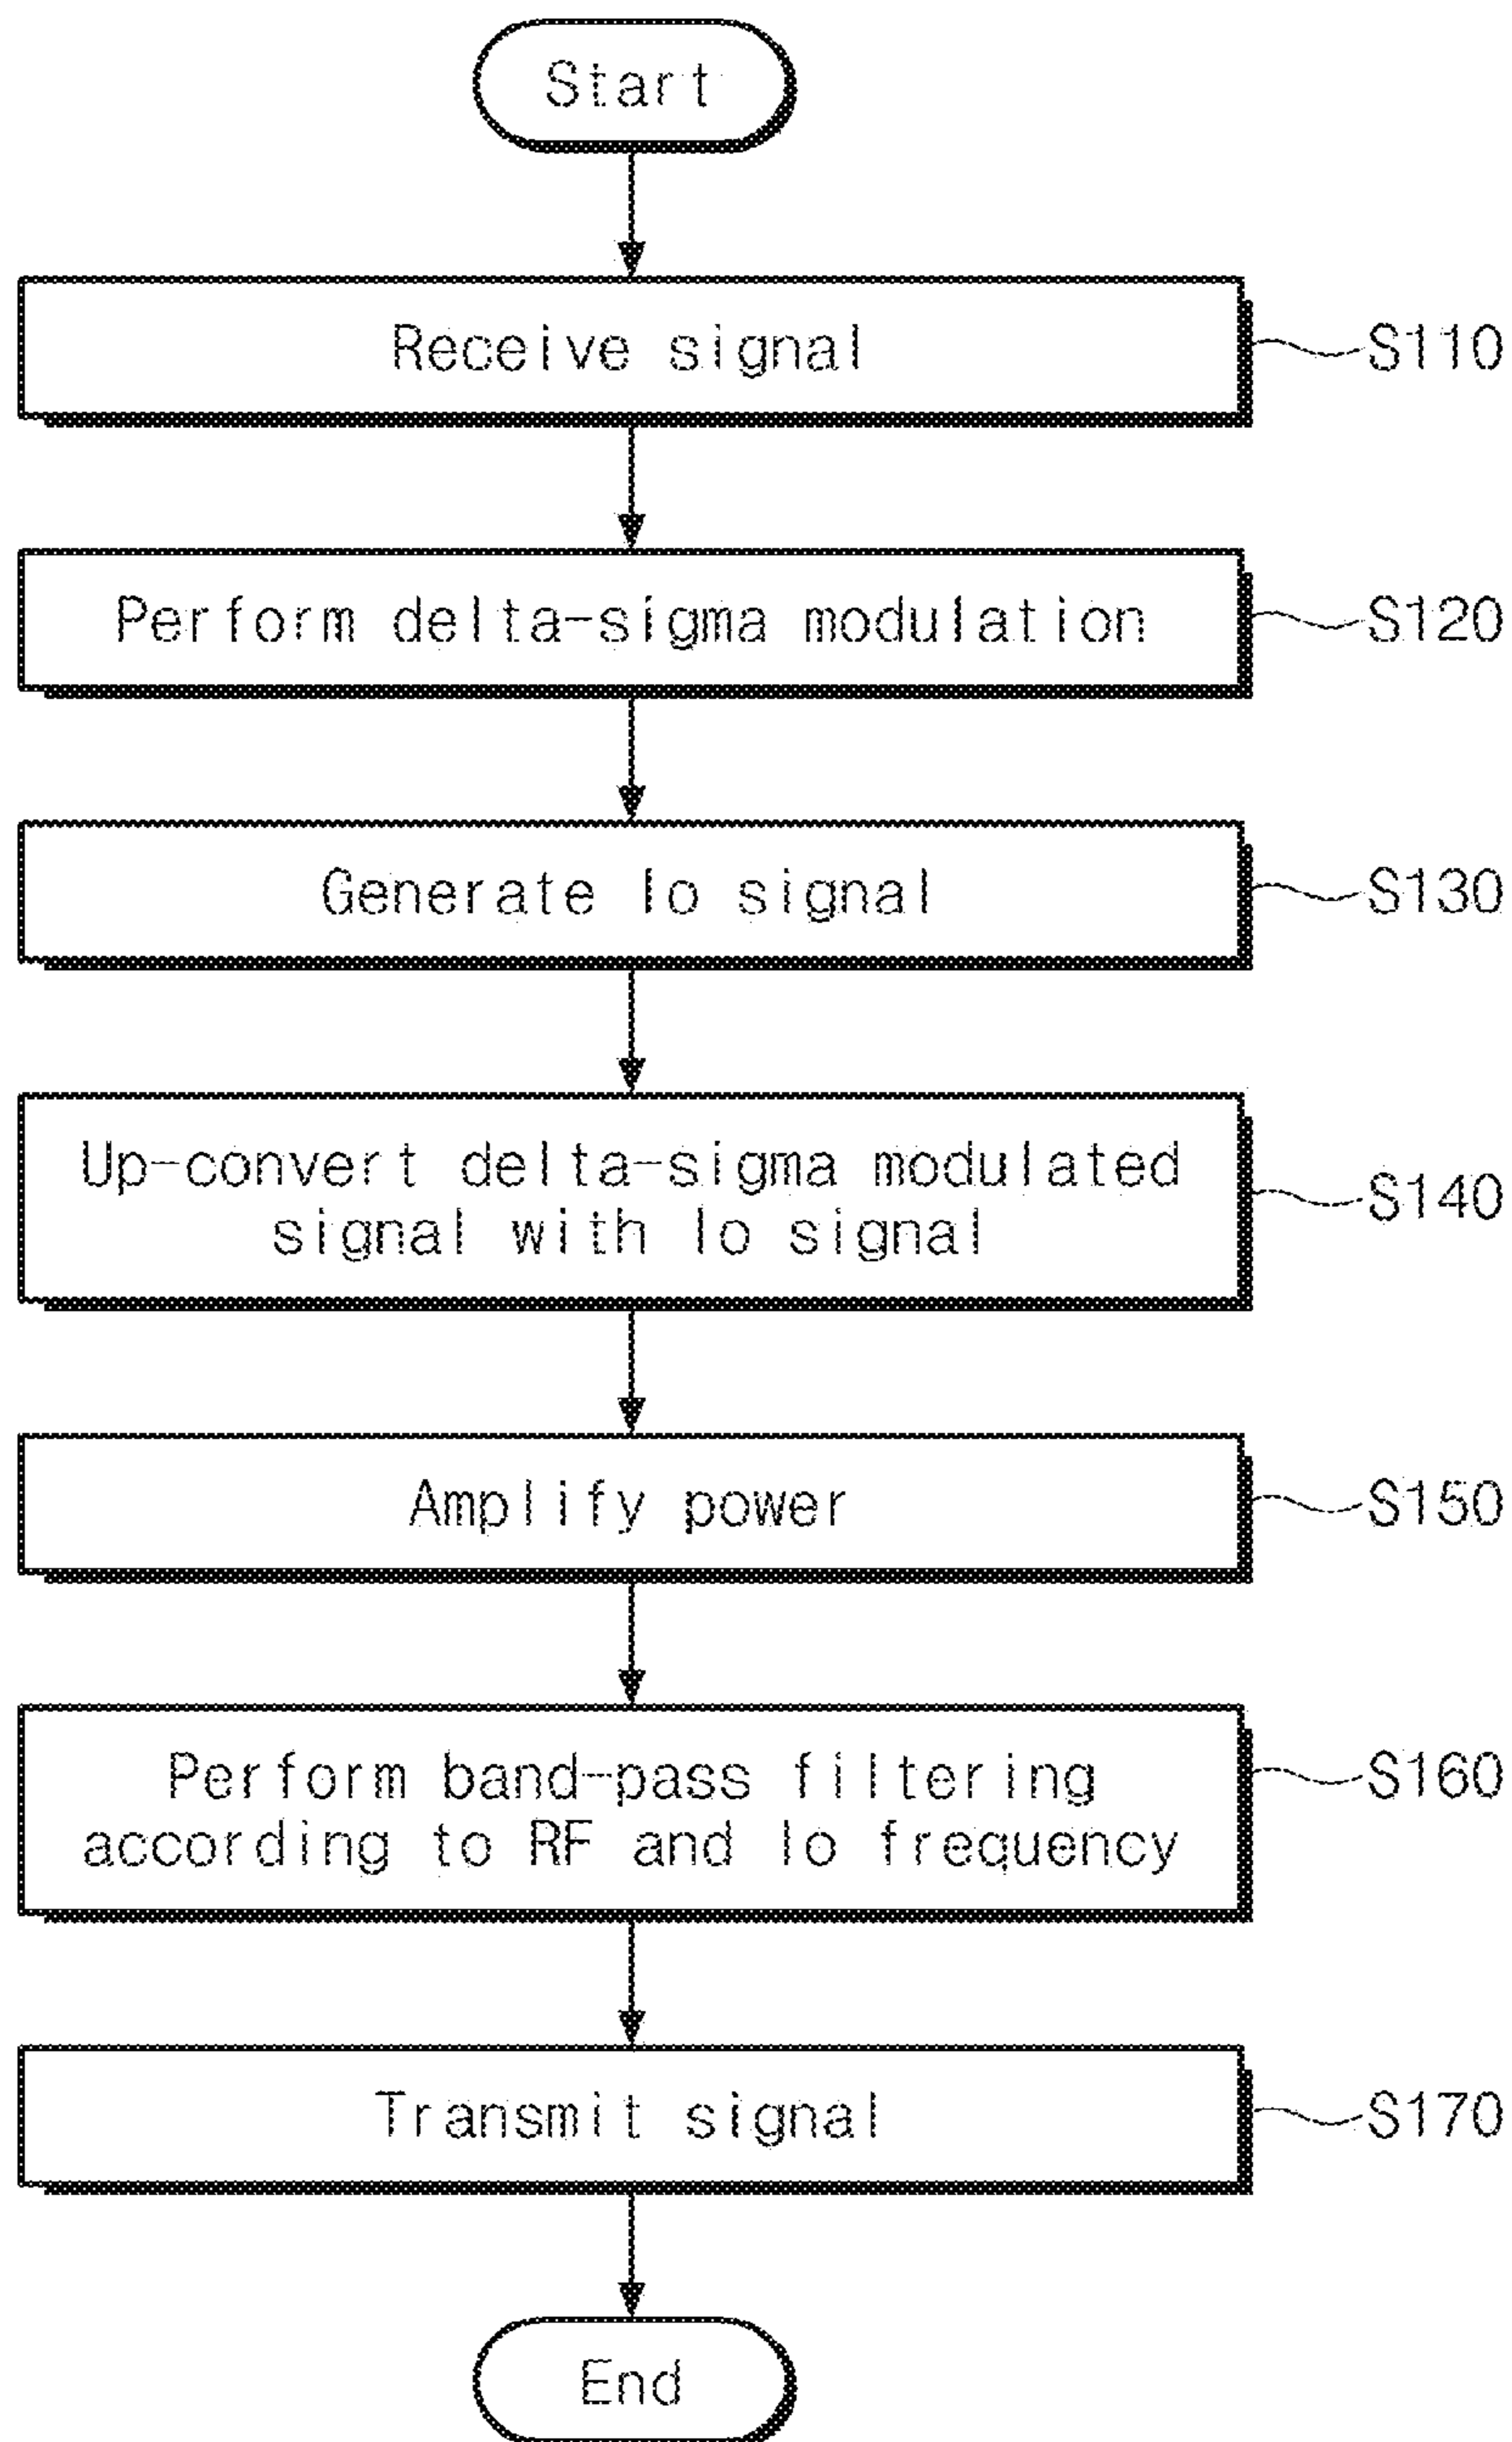 Start
Receive signal
S110
Perform delta-sigma modulation
S120
Generate lo signal
S130
Up-convert delta-sigma modulated
signal with lo signal
S140
Amplify power
S150
Perform band-pass filtering
according to RF and lo frequency
S160
Transmit signal
S170
End